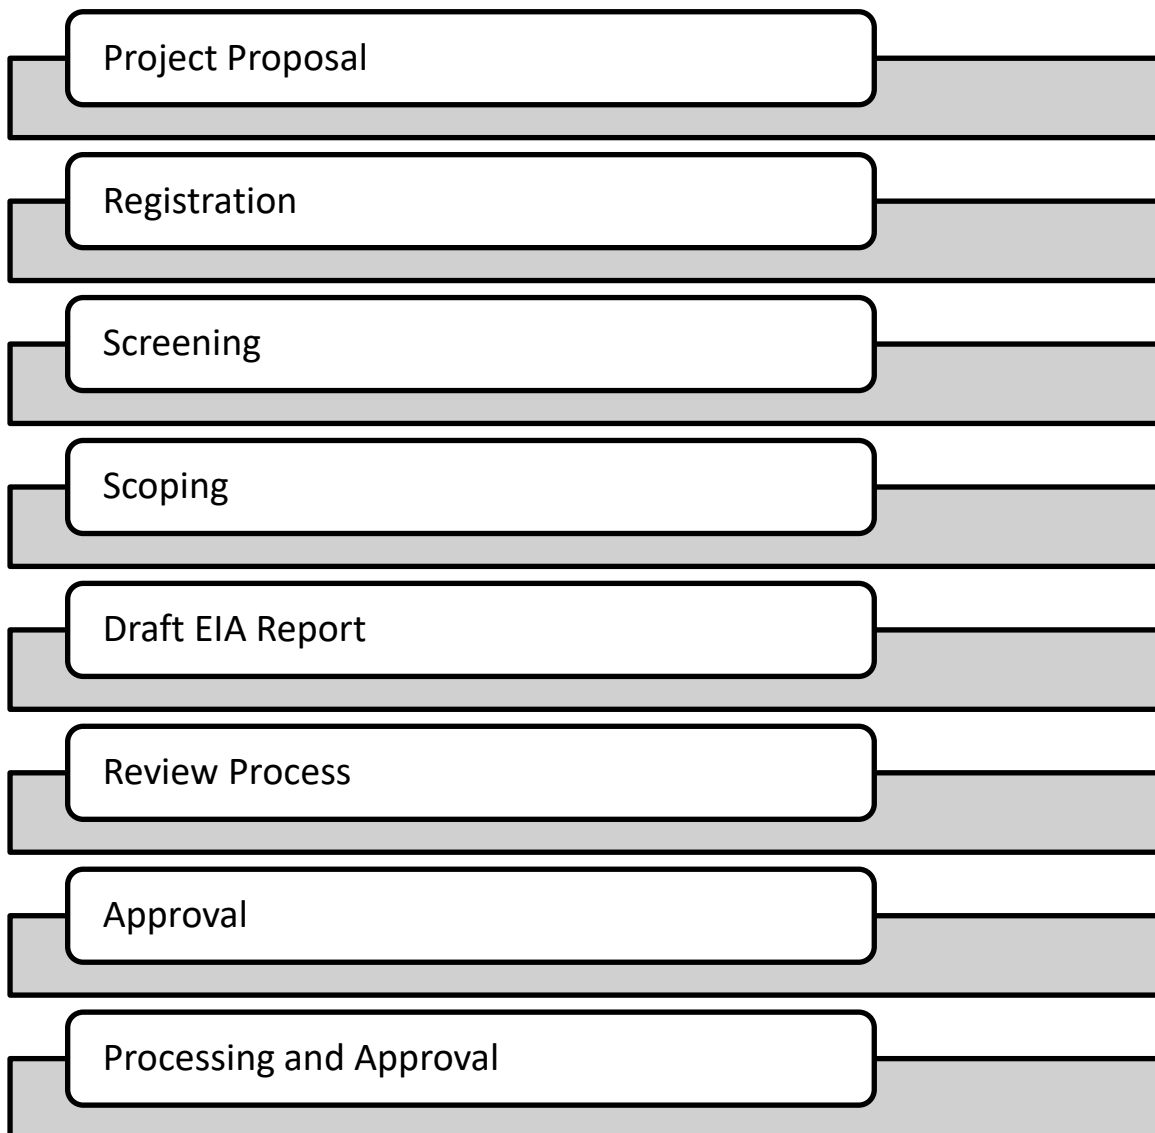 Project Proposal
Registration
Screening
Scoping
Draft EIA Report
Review Process
Approval
Processing and Approval